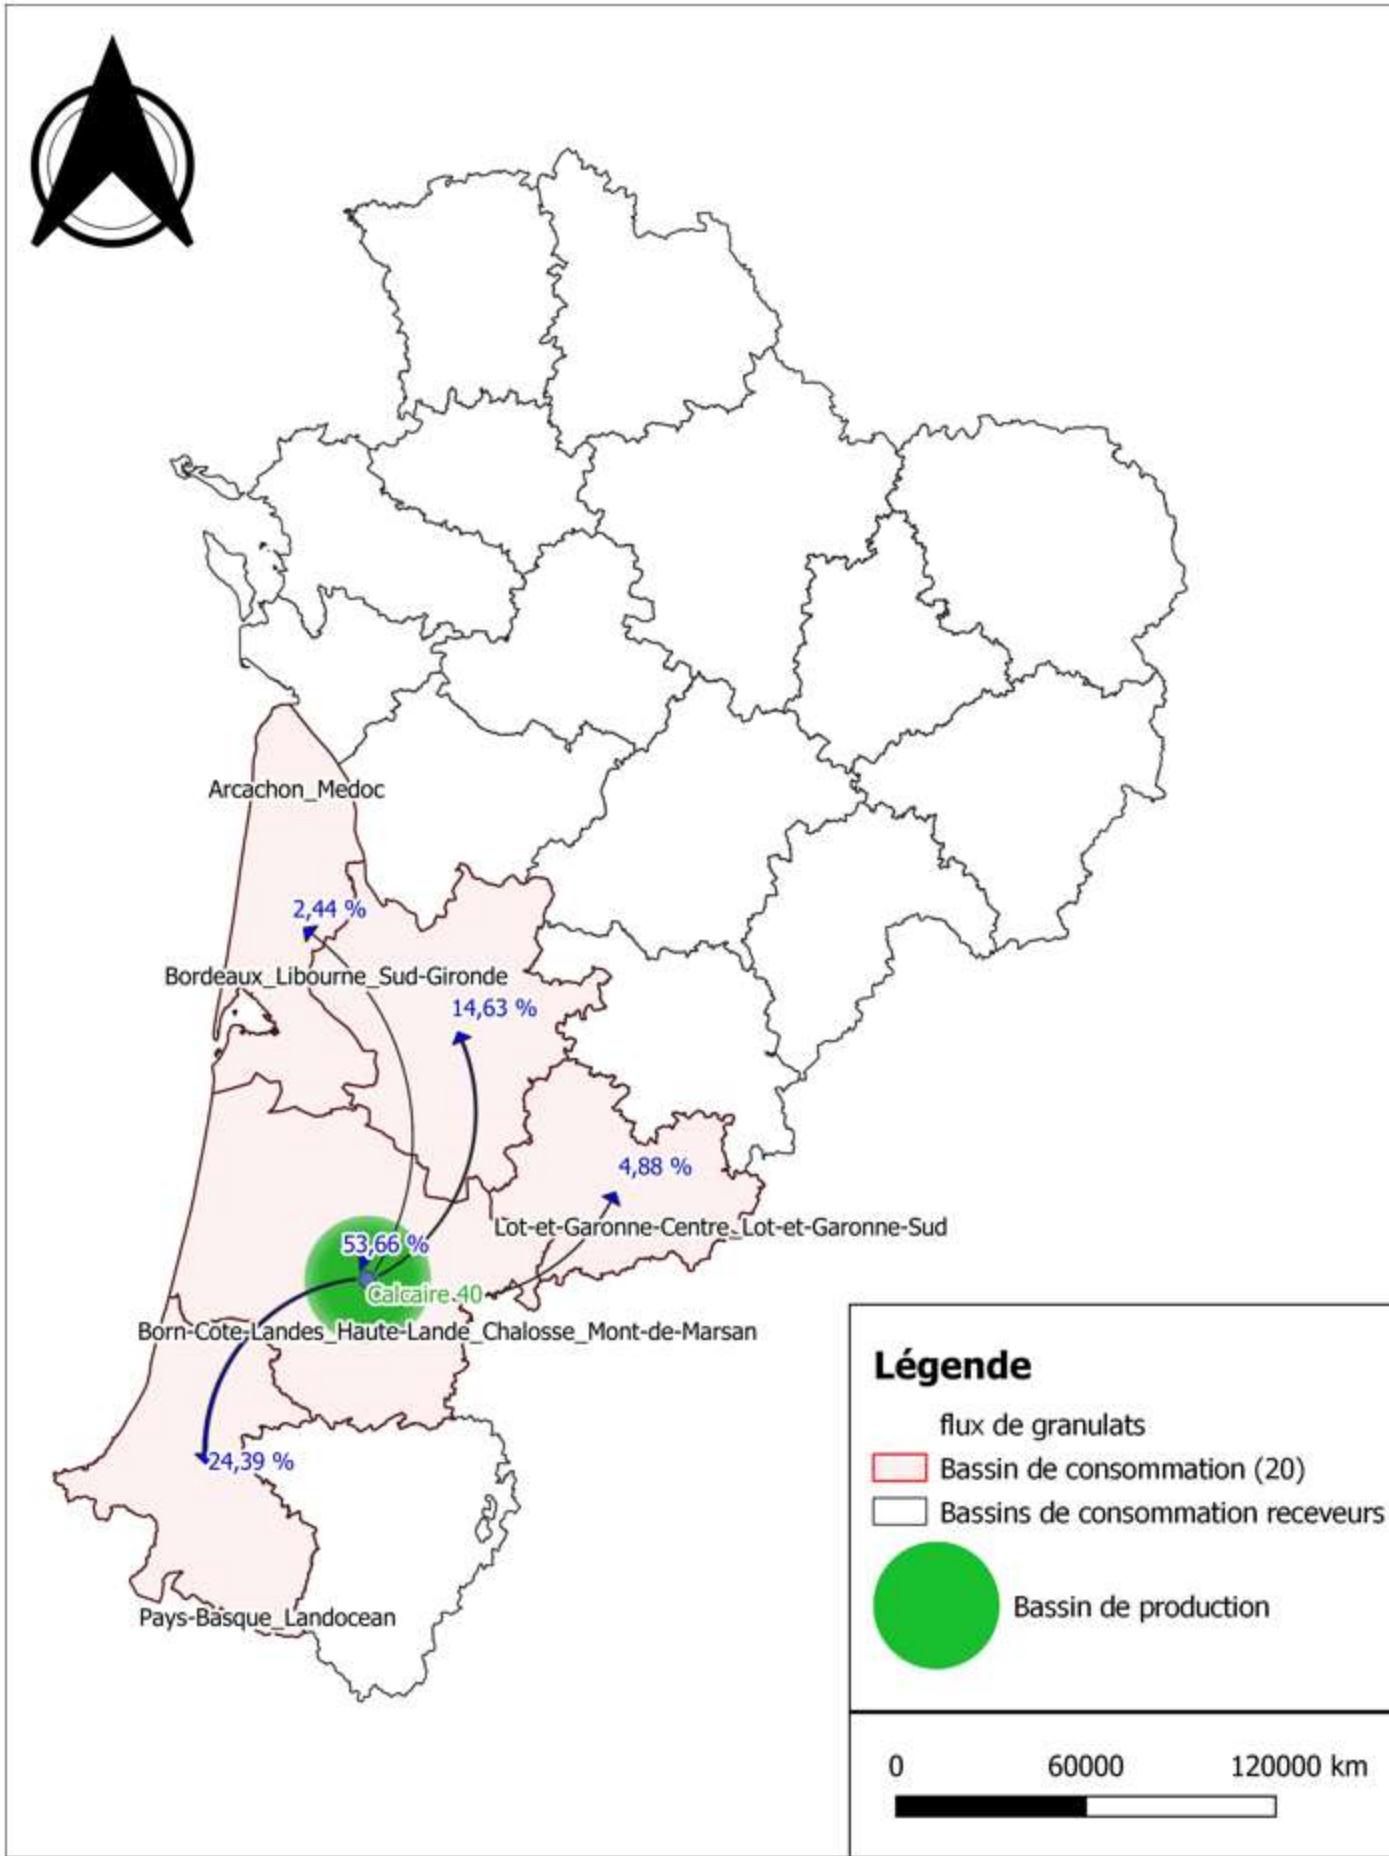 Arcachon_Medoc
2,44 %
Bordeaux_Libourne_Sud-Gironde
14,63 %
4,88 %
Lot-et-Garonne-Centre_Lot-et-Garonne-Sud
53,66 %
Calcaire 40
Born-Cote-Landes_Haute-Lande_Chalosse_Mont-de-Marsan
24,39 %
Pays-Basque_Landocean
Légende
flux de granulats
Bassin de consommation (20)
Bassins de consommation receveurs
Bassin de production
0 60000 120000 km